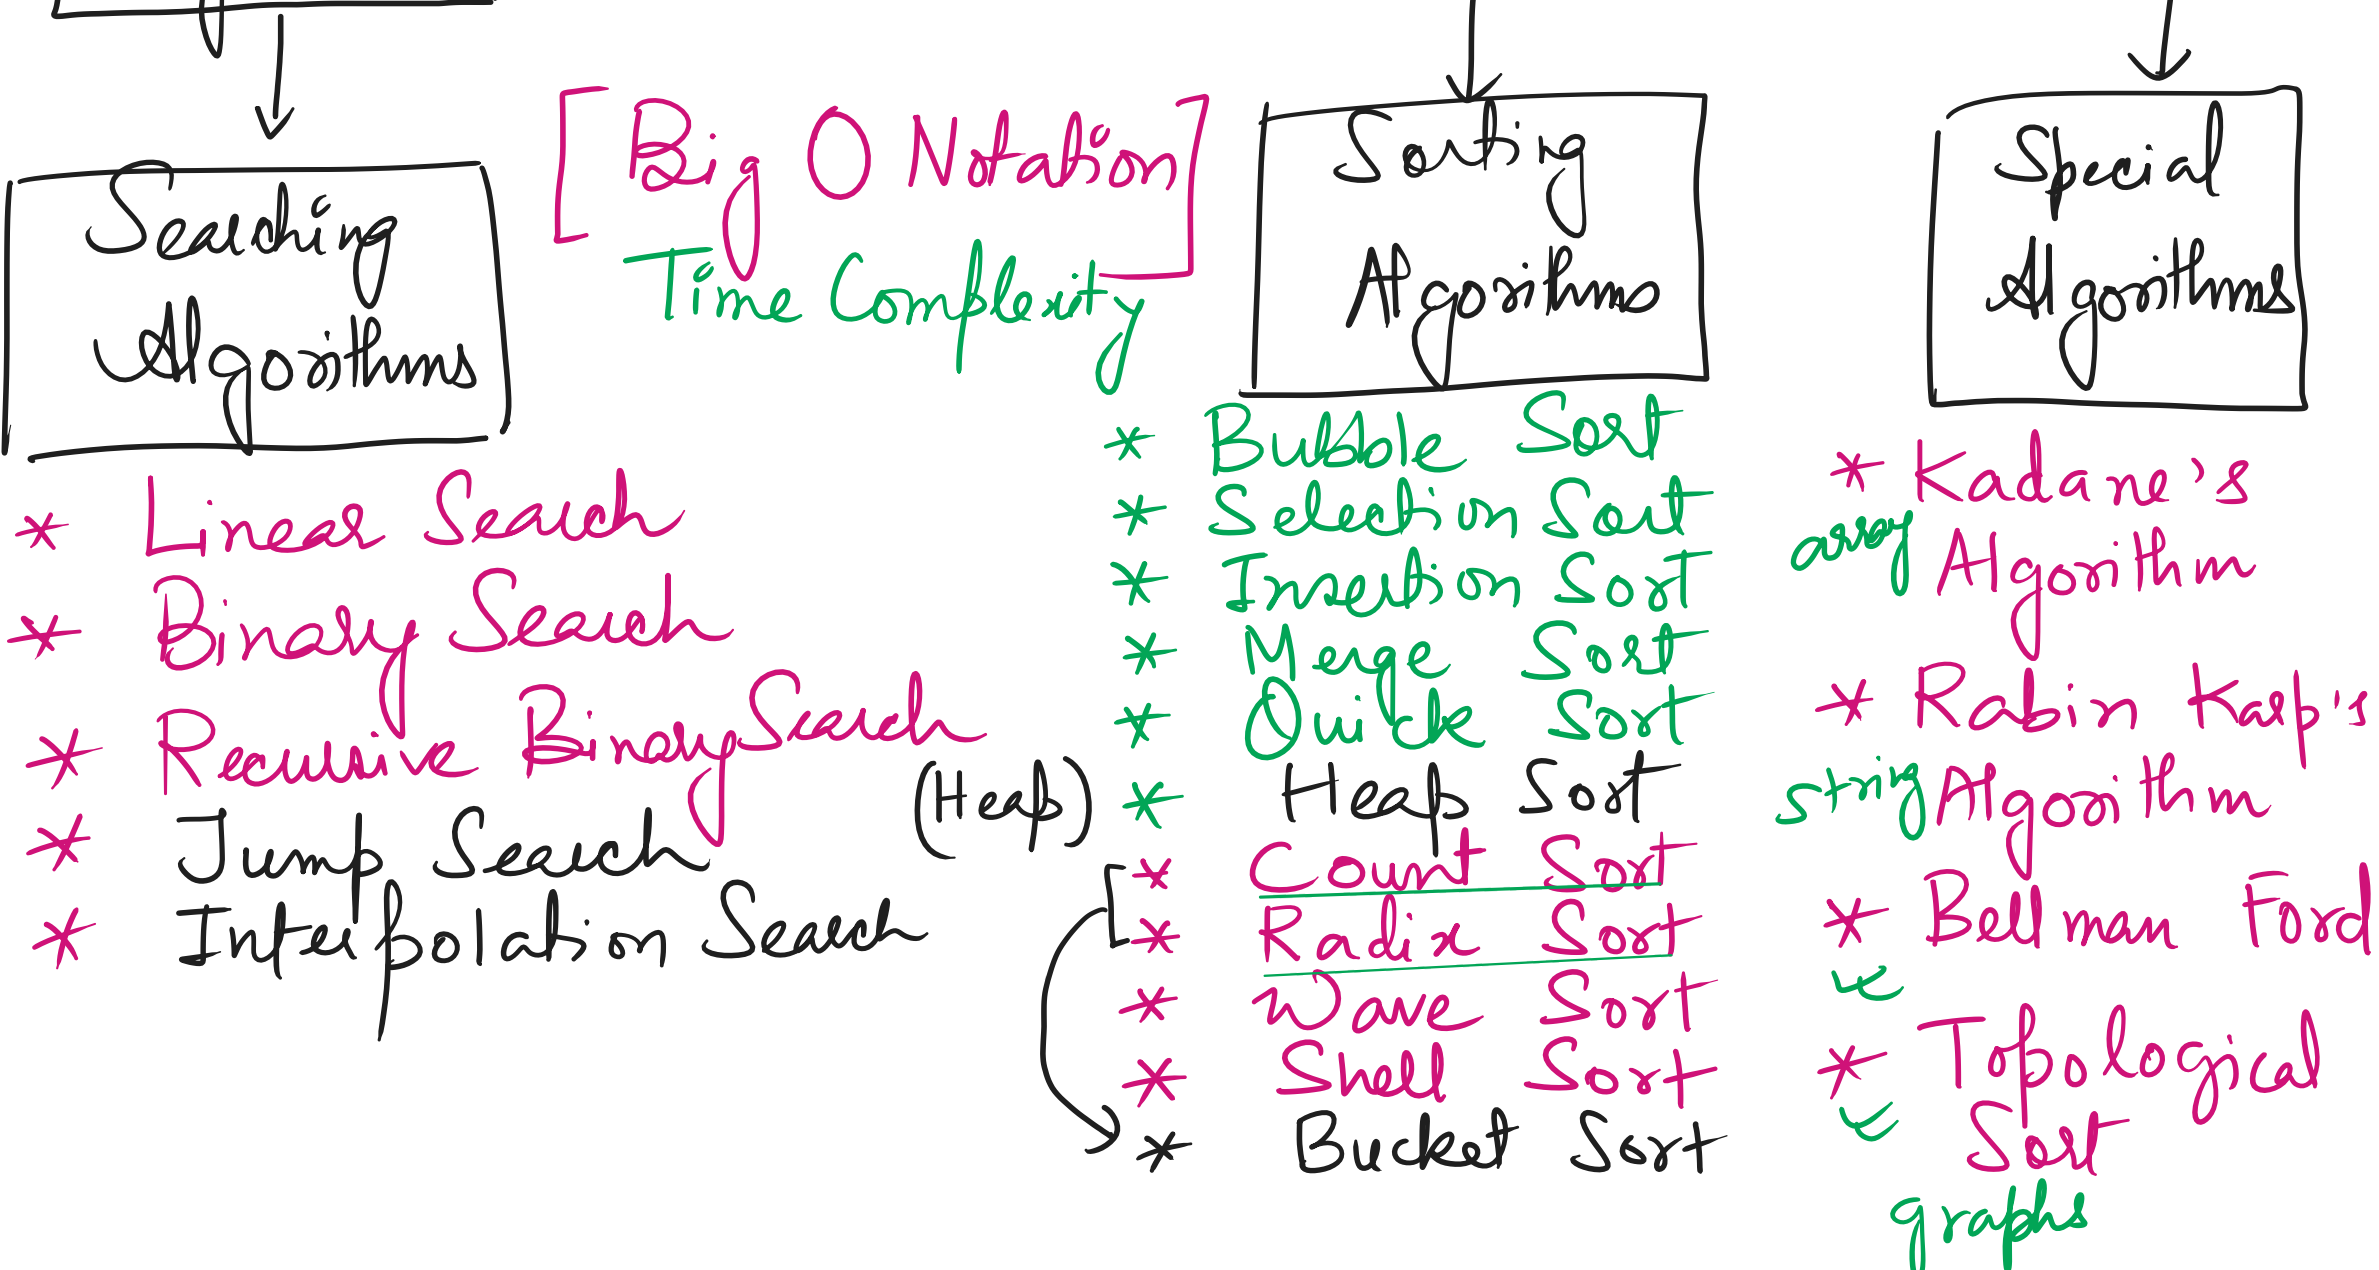 Searching
Algorithms
* Linear Search
* Binary Search
* Recursive Binary Search
* Jump Search
* Interpolation Search
[Big O Notation]
Time Complexity
Sorting
Algorithms
* Bubble Sort
* Selection Sort
* Insertion Sort
* Merge Sort
* Quick Sort
(Heap) * Heap Sort
* Count Sort
* Radix Sort
* Wave Sort
* Shell Sort
* Bucket Sort
Special
Algorithms
* Kadane's
array Algorithm
* Rabin Karp's
string Algorithm
* Bellman Ford
* Topological
Sort
graphs